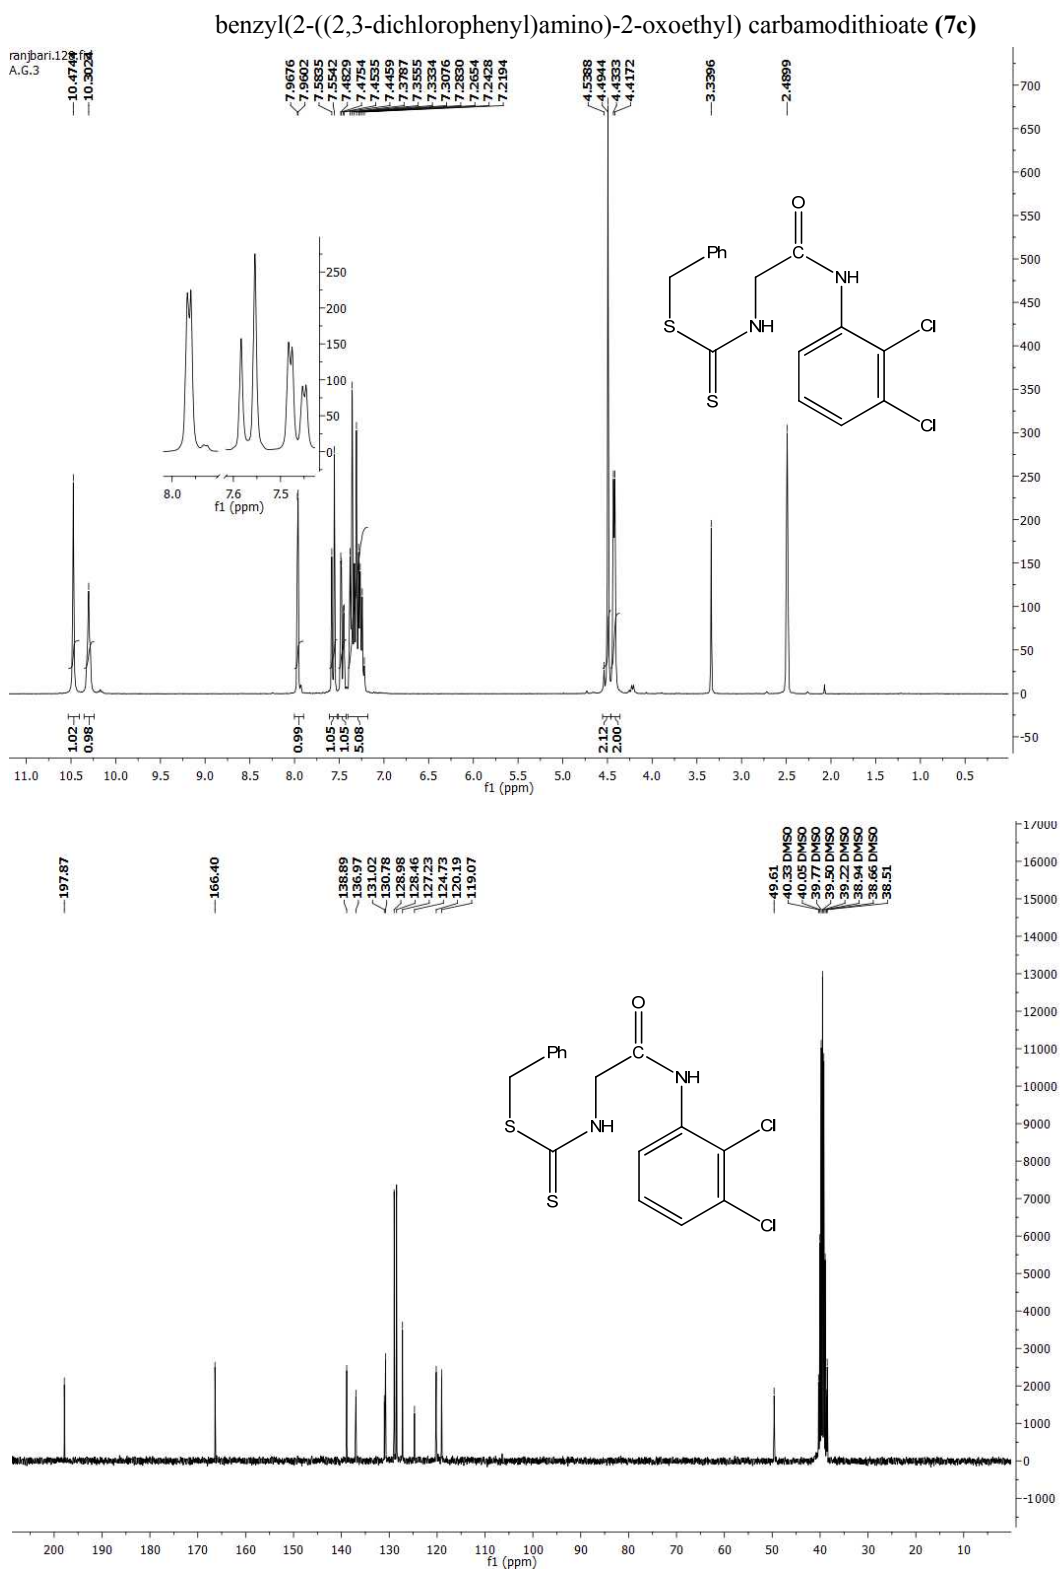 benzyl(2-((2,3-dichlorophenyl)amino)-2-oxoethyl) carbamodithioate (7c)
A.G.3
10.4744
10.3024
7.9676
7.9602
7.5835
7.5542
7.4829
7.4754
7.4535
7.4459
7.3787
7.3555
7.3334
7.3076
7.2830
7.2654
7.2428
7.2194
4.5388
4.4944
4.4333
4.4172
3.3396
2.4899
700
650
600
550
500
450
400
350
300
250
200
150
100
50
0
-50
250
200
150
100
50
0
8.0
7.6
7.5
f1 (ppm)
O
Ph
C
NH
S
NH
Cl
S
Cl
1.02
0.98
0.99
1.05
1.05
5.08
2.12
2.00
11.0 10.5 10.0 9.5 9.0 8.5 8.0 7.5 7.0 6.5 6.0 5.5 5.0 4.5 4.0 3.5 3.0 2.5 2.0 1.5 1.0 0.5
f1 (ppm)
197.87
166.40
138.89
136.97
131.02
130.78
128.98
128.46
127.23
124.73
120.19
119.07
49.61
40.33 DMSO
40.05 DMSO
39.77 DMSO
39.50 DMSO
39.22 DMSO
38.94 DMSO
38.66 DMSO
38.51
17000
16000
15000
14000
13000
12000
11000
10000
9000
8000
7000
6000
5000
4000
3000
2000
1000
0
-1000
O
Ph
C
NH
S
NH
Cl
S
Cl
200 190 180 170 160 150 140 130 120 110 100 90 80 70 60 50 40 30 20 10
f1 (ppm)